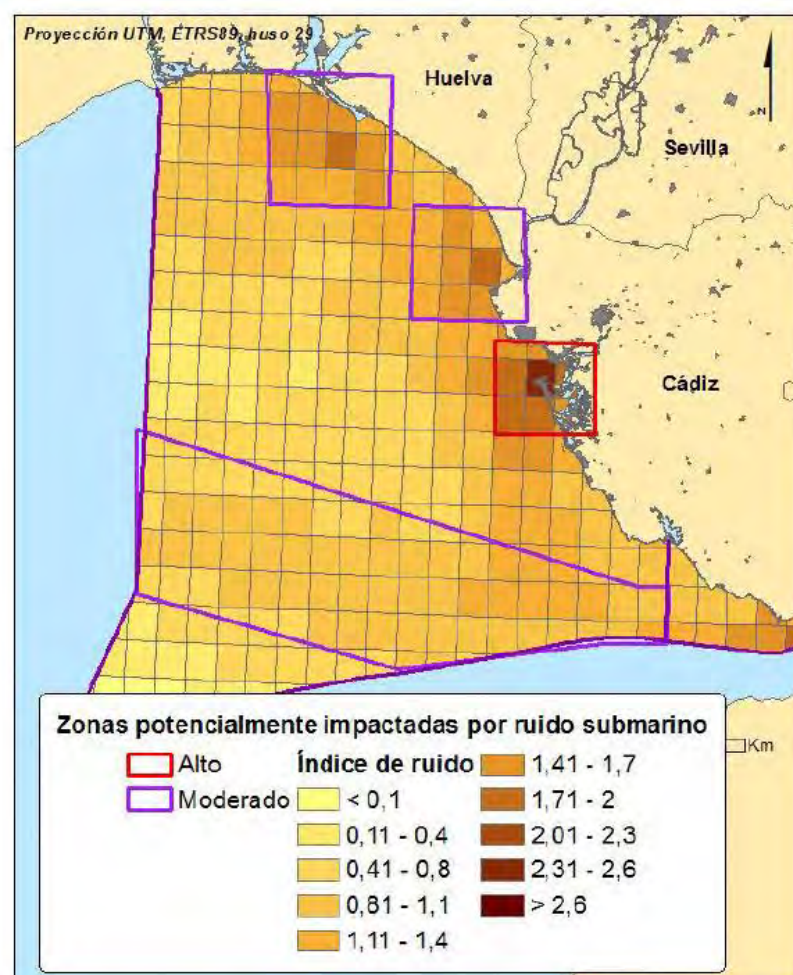 Proyección UTM, ETRS89, huso 29
Huelva
N
Sevilla
Cádiz
Km
Zonas potencialmente impactadas por ruido submarino
Alto
Moderado
Índice de ruido
< 0,1
0,11 - 0,4
0,41 - 0,8
0,81 - 1,1
1,11 - 1,4
1,41 - 1,7
1,71 - 2
2,01 - 2,3
2,31 - 2,6
> 2,6